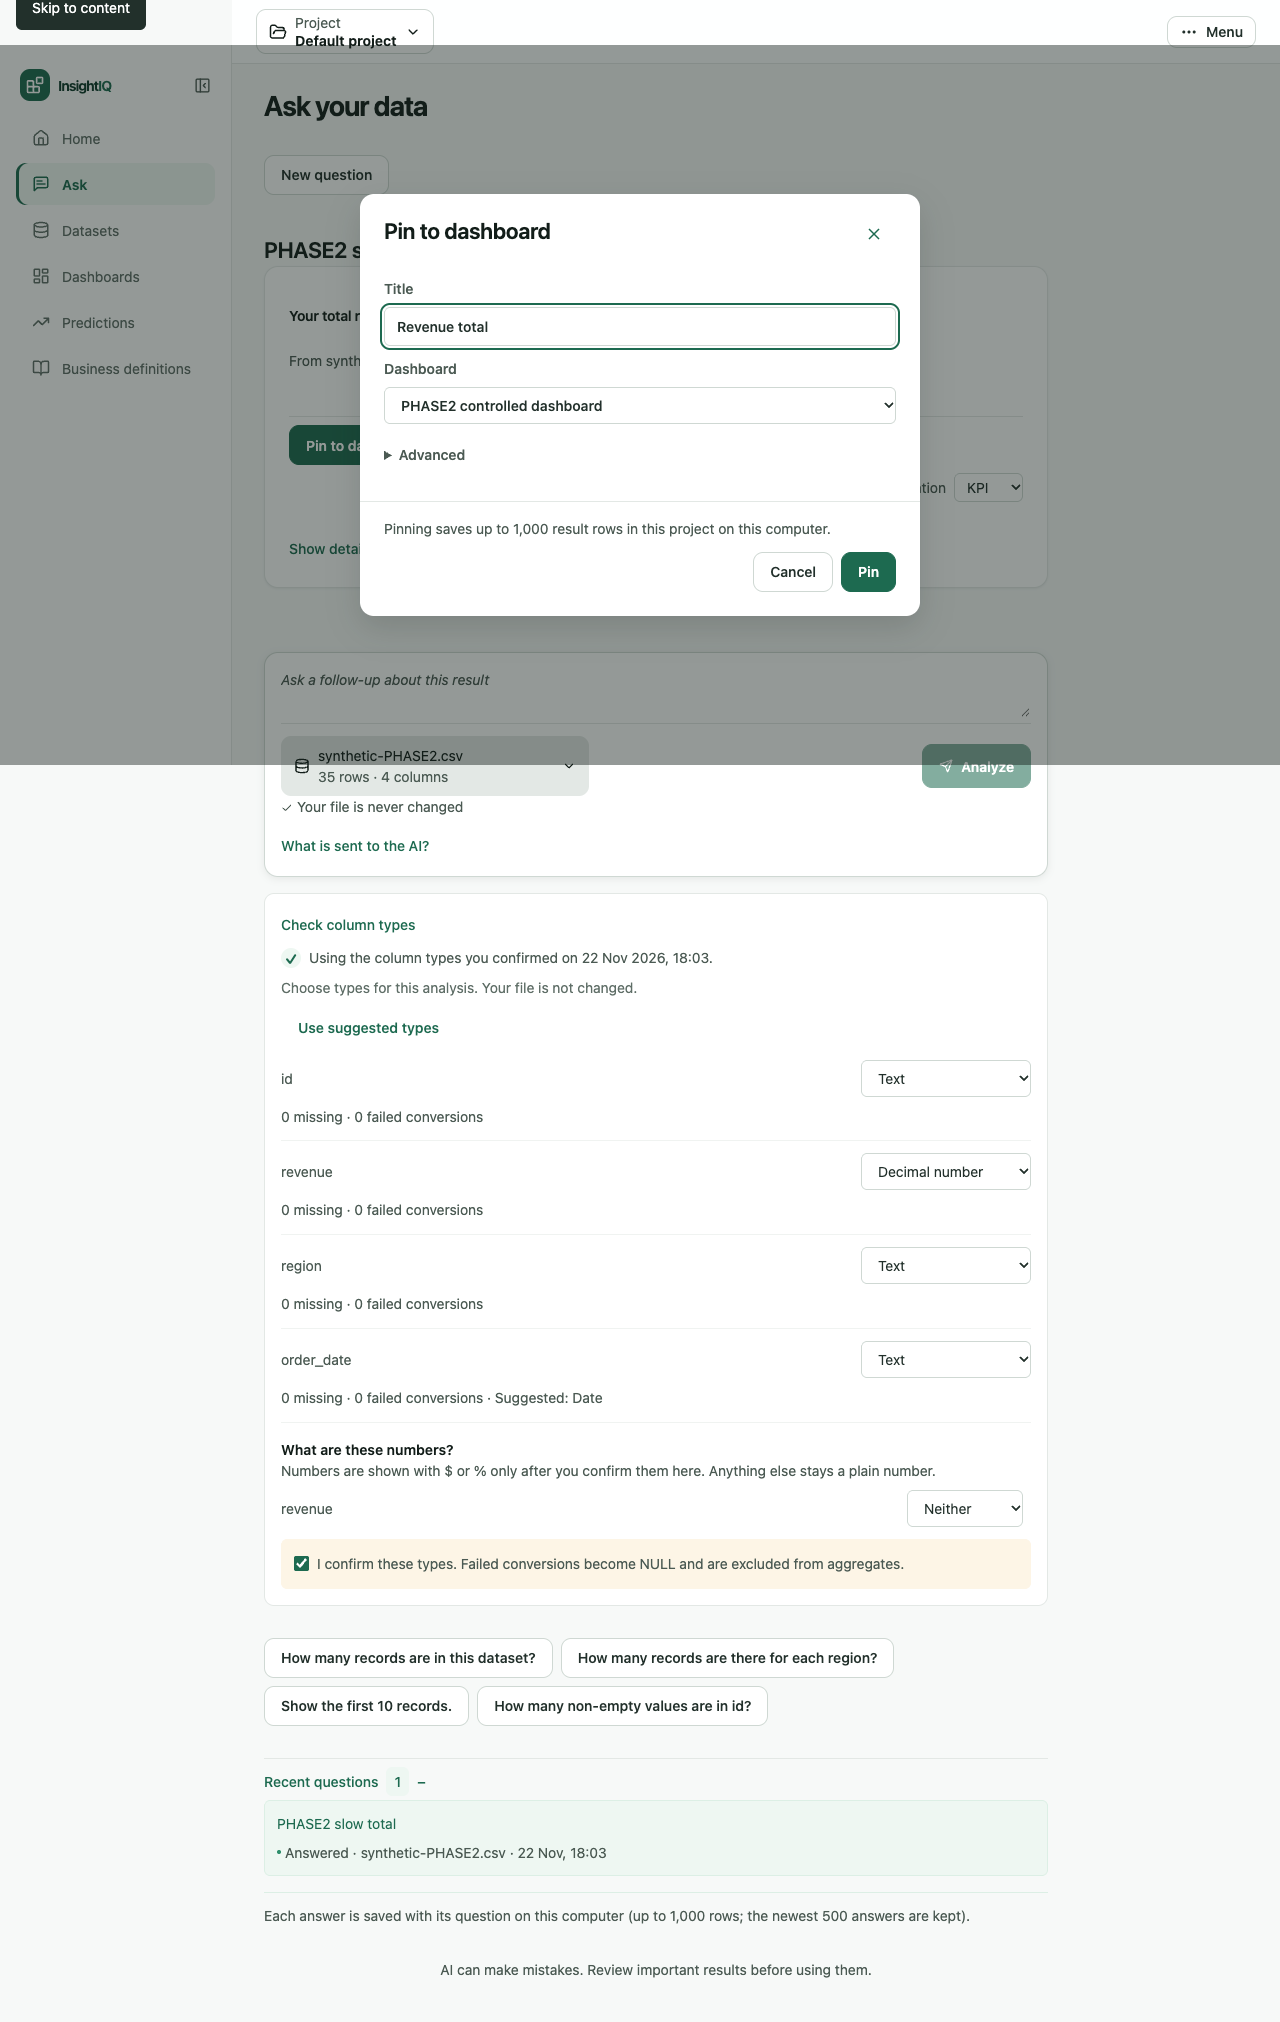 Skip to content
Project
Default project
Menu
InsightIQ
Home
Ask
Datasets
Dashboards
Predictions
Business definitions
Ask your data
New question
PHASE2
Your total
From
Pin to
KPI
Show
Pin to dashboard
Title
Revenue total
Dashboard
PHASE2 controlled dashboard
Advanced
Pinning saves up to 1,000 result rows in this project on this computer.
Cancel
Pin
Ask a follow-up about this result
synthetic-PHASE2.csv
35 rows · 4 columns
Analyze
Your file is never changed
What is sent to the AI?
Check column types
Using the column types you confirmed on 22 Nov 2026, 18:03.
Choose types for this analysis. Your file is not changed.
Use suggested types
id
Text
0 missing · 0 failed conversions
revenue
Decimal number
0 missing · 0 failed conversions
region
Text
0 missing · 0 failed conversions
order_date
Text
0 missing · 0 failed conversions · Suggested: Date
What are these numbers?
Numbers are shown with $ or % only after you confirm them here. Anything else stays a plain number.
revenue
Neither
I confirm these types. Failed conversions become NULL and are excluded from aggregates.
How many records are in this dataset?
How many records are there for each region?
Show the first 10 records.
How many non-empty values are in id?
Recent questions 1 –
PHASE2 slow total
• Answered · synthetic-PHASE2.csv · 22 Nov, 18:03
Each answer is saved with its question on this computer (up to 1,000 rows; the newest 500 answers are kept).
AI can make mistakes. Review important results before using them.